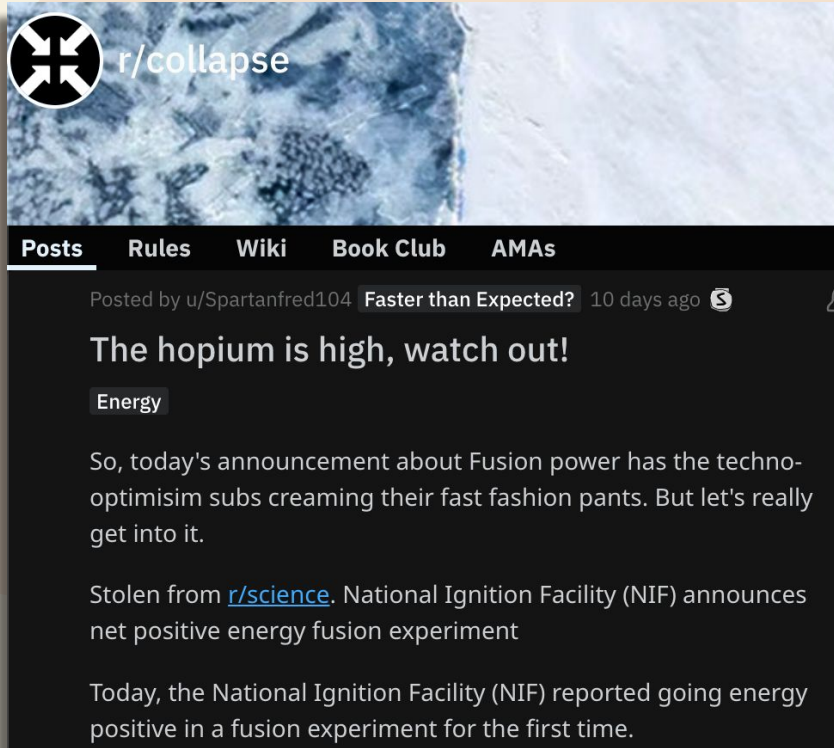 r/collapse
Posts Rules Wiki Book Club AMAs
Posted by u/Spartanfred104 Faster than Expected? 10 days ago
The hopium is high, watch out!
Energy
So, today's announcement about Fusion power has the techno-
optimisim subs creaming their fast fashion pants. But let's really
get into it.
Stolen from r/science. National Ignition Facility (NIF) announces
net positive energy fusion experiment
Today, the National Ignition Facility (NIF) reported going energy
positive in a fusion experiment for the first time.